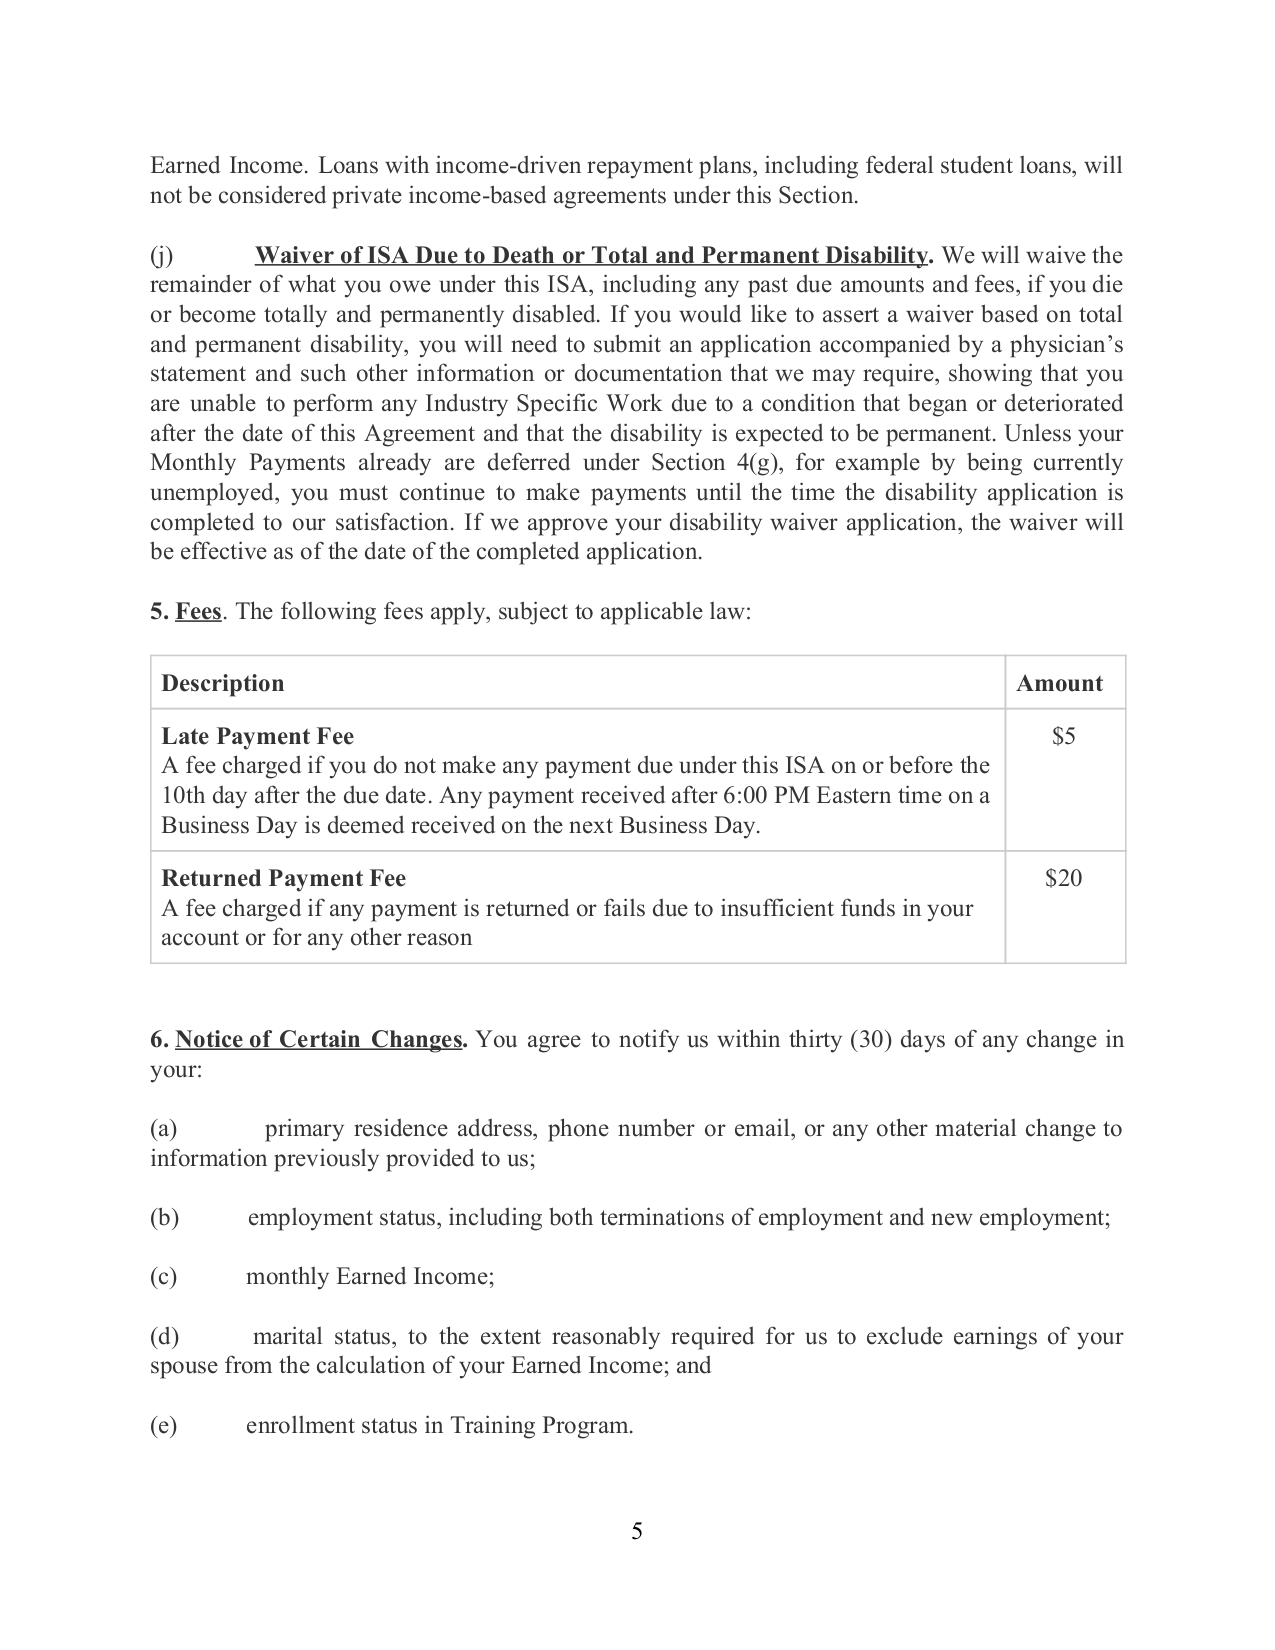 Earned Income. Loans with income-driven repayment plans, including federal student loans, will
not be considered private income-based agreements under this Section.
(j) Waiver of ISA Due to Death or Total and Permanent Disability. We will waive the
remainder of what you owe under this ISA, including any past due amounts and fees, if you die
or become totally and permanently disabled. If you would like to assert a waiver based on total
and permanent disability, you will need to submit an application accompanied by a physician’s
statement and such other information or documentation that we may require, showing that you
are unable to perform any Industry Specific Work due to a condition that began or deteriorated
after the date of this Agreement and that the disability is expected to be permanent. Unless your
Monthly Payments already are deferred under Section 4(g), for example by being currently
unemployed, you must continue to make payments until the time the disability application is
completed to our satisfaction. If we approve your disability waiver application, the waiver will
be effective as of the date of the completed application.
5. Fees. The following fees apply, subject to applicable law:
Description Amount
Late Payment Fee $5
A fee charged if you do not make any payment due under this ISA on or before the
10th day after the due date. Any payment received after 6:00 PM Eastern time on a
Business Day is deemed received on the next Business Day.
Returned Payment Fee $20
A fee charged if any payment is returned or fails due to insufficient funds in your
account or for any other reason
6. Notice of Certain Changes. You agree to notify us within thirty (30) days of any change in
your:
(a) primary residence address, phone number or email, or any other material change to
information previously provided to us;
(b) employment status, including both terminations of employment and new employment;
(c) monthly Earned Income;
(d) marital status, to the extent reasonably required for us to exclude earnings of your
spouse from the calculation of your Earned Income; and
(e) enrollment status in Training Program.
5